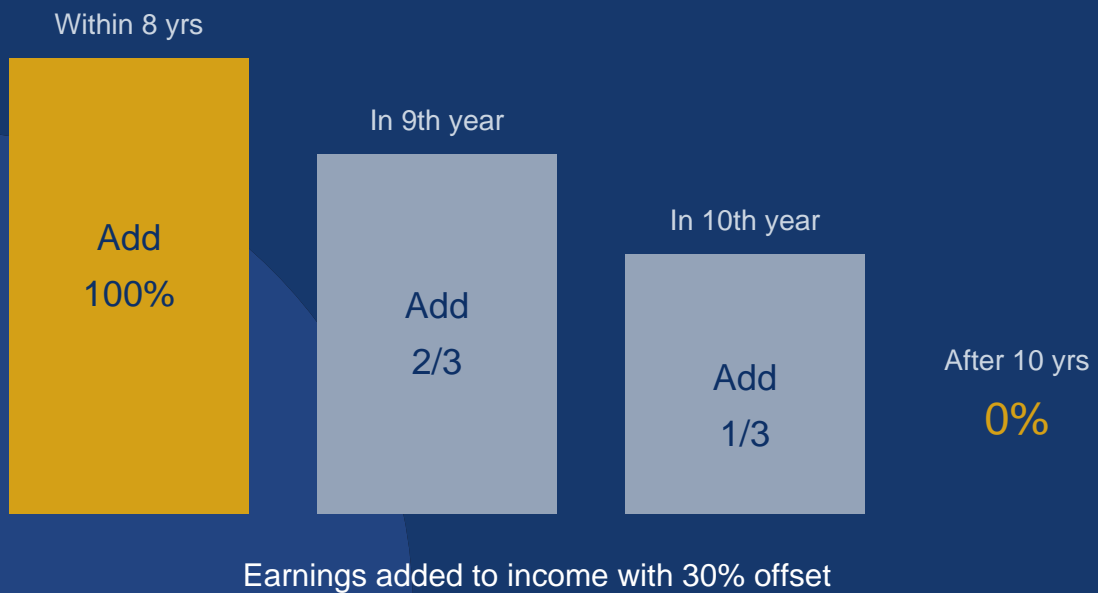 Within 8 yrs
Add
100%
In 9th year
Add
2/3
In 10th year
Add
1/3
After 10 yrs
0%
Earnings added to income with 30% offset